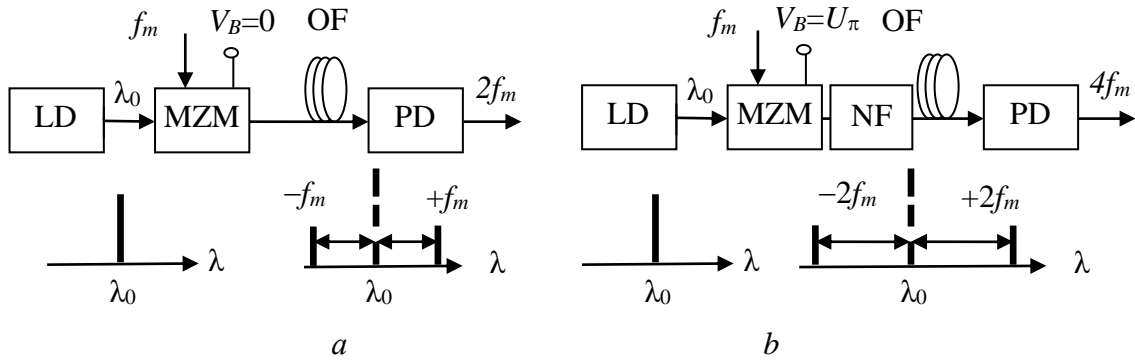 f_m V_B=0 OF
LD λ₀ MZM PD 2f_m
−f_m +f_m
λ λ
λ₀ λ₀
a
f_m V_B=U_π OF
LD λ₀ MZM NF PD 4f_m
−2f_m +2f_m
λ λ
λ₀ λ₀
b